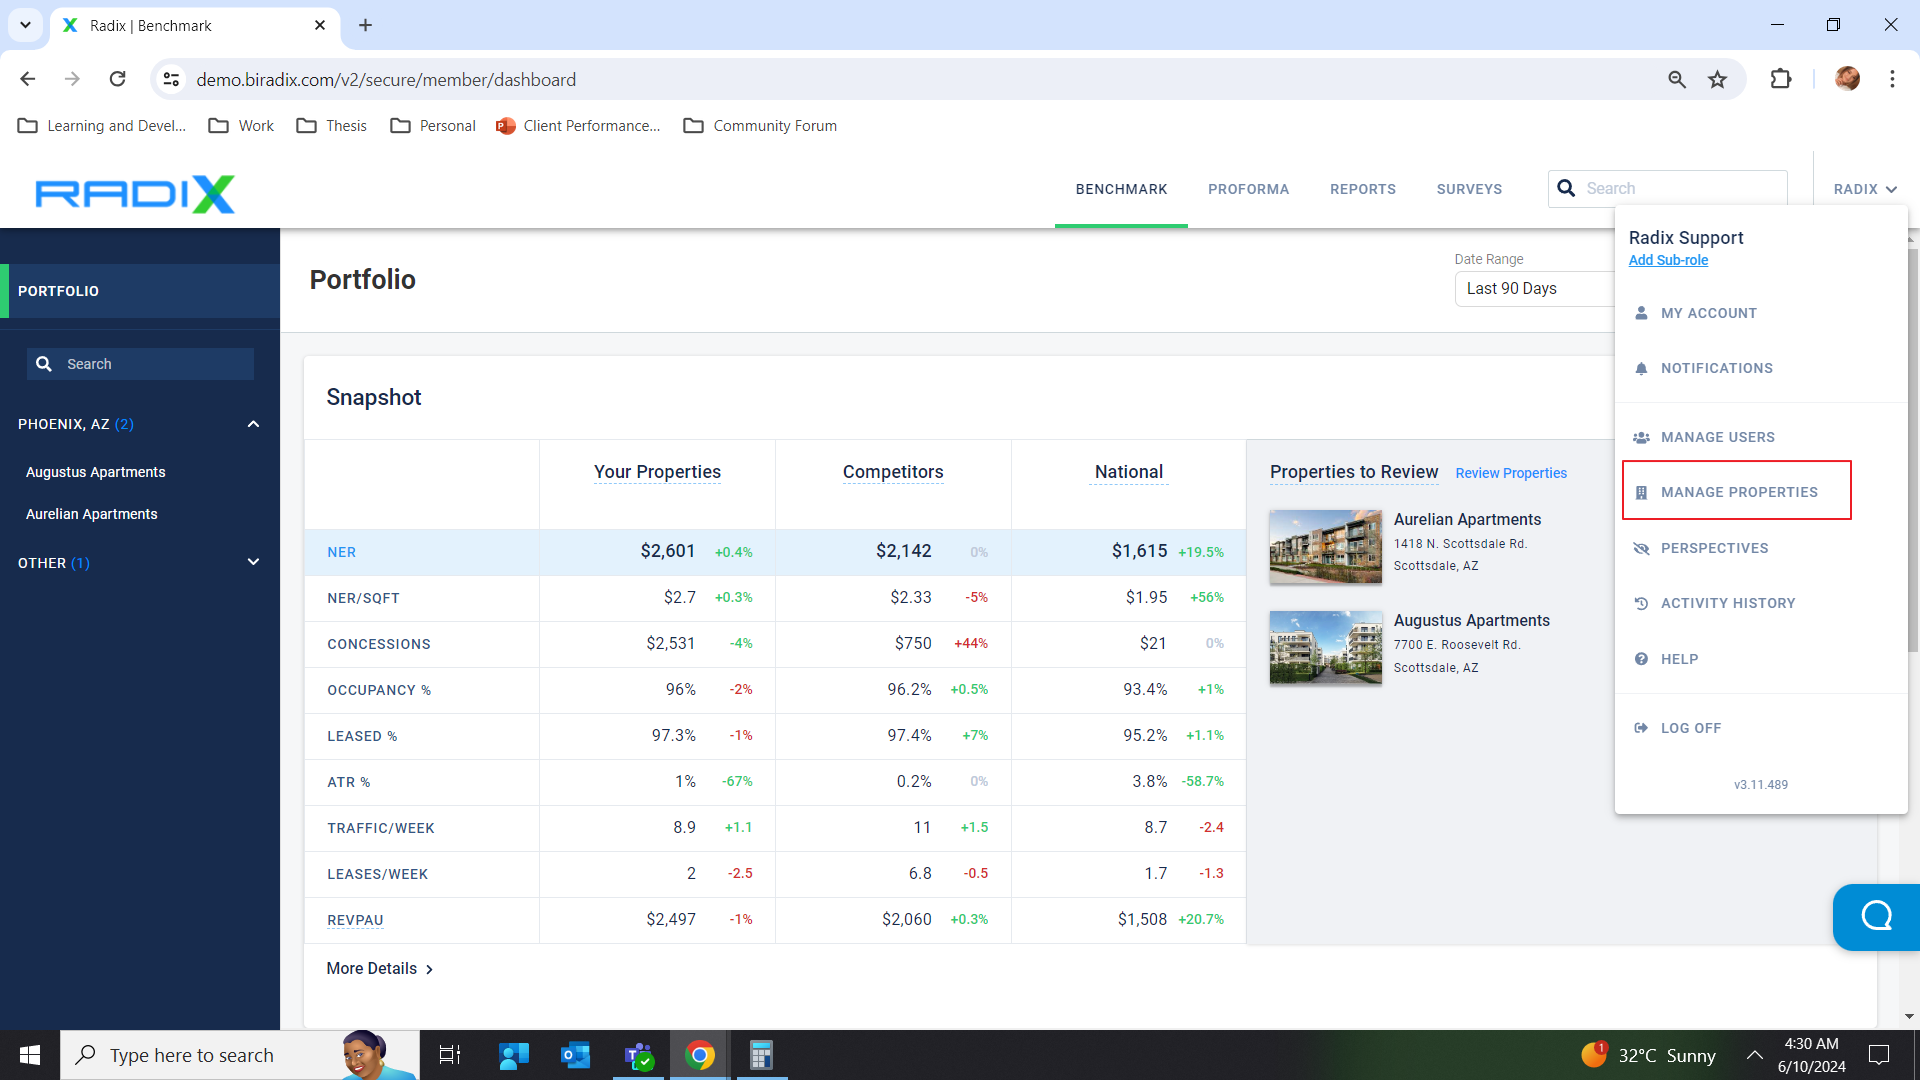 Radix | Benchmark
demo.biradix.com/v2/secure/member/dashboard
Learning and Devel...
Work
Thesis
Personal
Client Performance...
Community Forum
RADIX
BENCHMARK
PROFORMA
REPORTS
SURVEYS
Search
RADIX
PORTFOLIO
Search
PHOENIX, AZ (2)
Augustus Apartments
Aurelian Apartments
OTHER (1)
Portfolio
Date Range
Last 90 Days
Snapshot
Your Properties Competitors National
NER $2,601 +0.4% $2,142 0% $1,615 +19.5%
NER/SQFT $2.7 +0.3% $2.33 -5% $1.95 +56%
CONCESSIONS $2,531 -4% $750 +44% $21 0%
OCCUPANCY % 96% -2% 96.2% +0.5% 93.4% +1%
LEASED % 97.3% -1% 97.4% +7% 95.2% +1.1%
ATR % 1% -67% 0.2% 0% 3.8% -58.7%
TRAFFIC/WEEK 8.9 +1.1 11 +1.5 8.7 -2.4
LEASES/WEEK 2 -2.5 6.8 -0.5 1.7 -1.3
REVPAU $2,497 -1% $2,060 +0.3% $1,508 +20.7%
More Details
Properties to Review Review Properties
Aurelian Apartments
1418 N. Scottsdale Rd.
Scottsdale, AZ
Augustus Apartments
7700 E. Roosevelt Rd.
Scottsdale, AZ
Radix Support
Add Sub-role
MY ACCOUNT
NOTIFICATIONS
MANAGE USERS
MANAGE PROPERTIES
PERSPECTIVES
ACTIVITY HISTORY
HELP
LOG OFF
v3.11.489
Type here to search
1
32°C Sunny
4:30 AM
6/10/2024